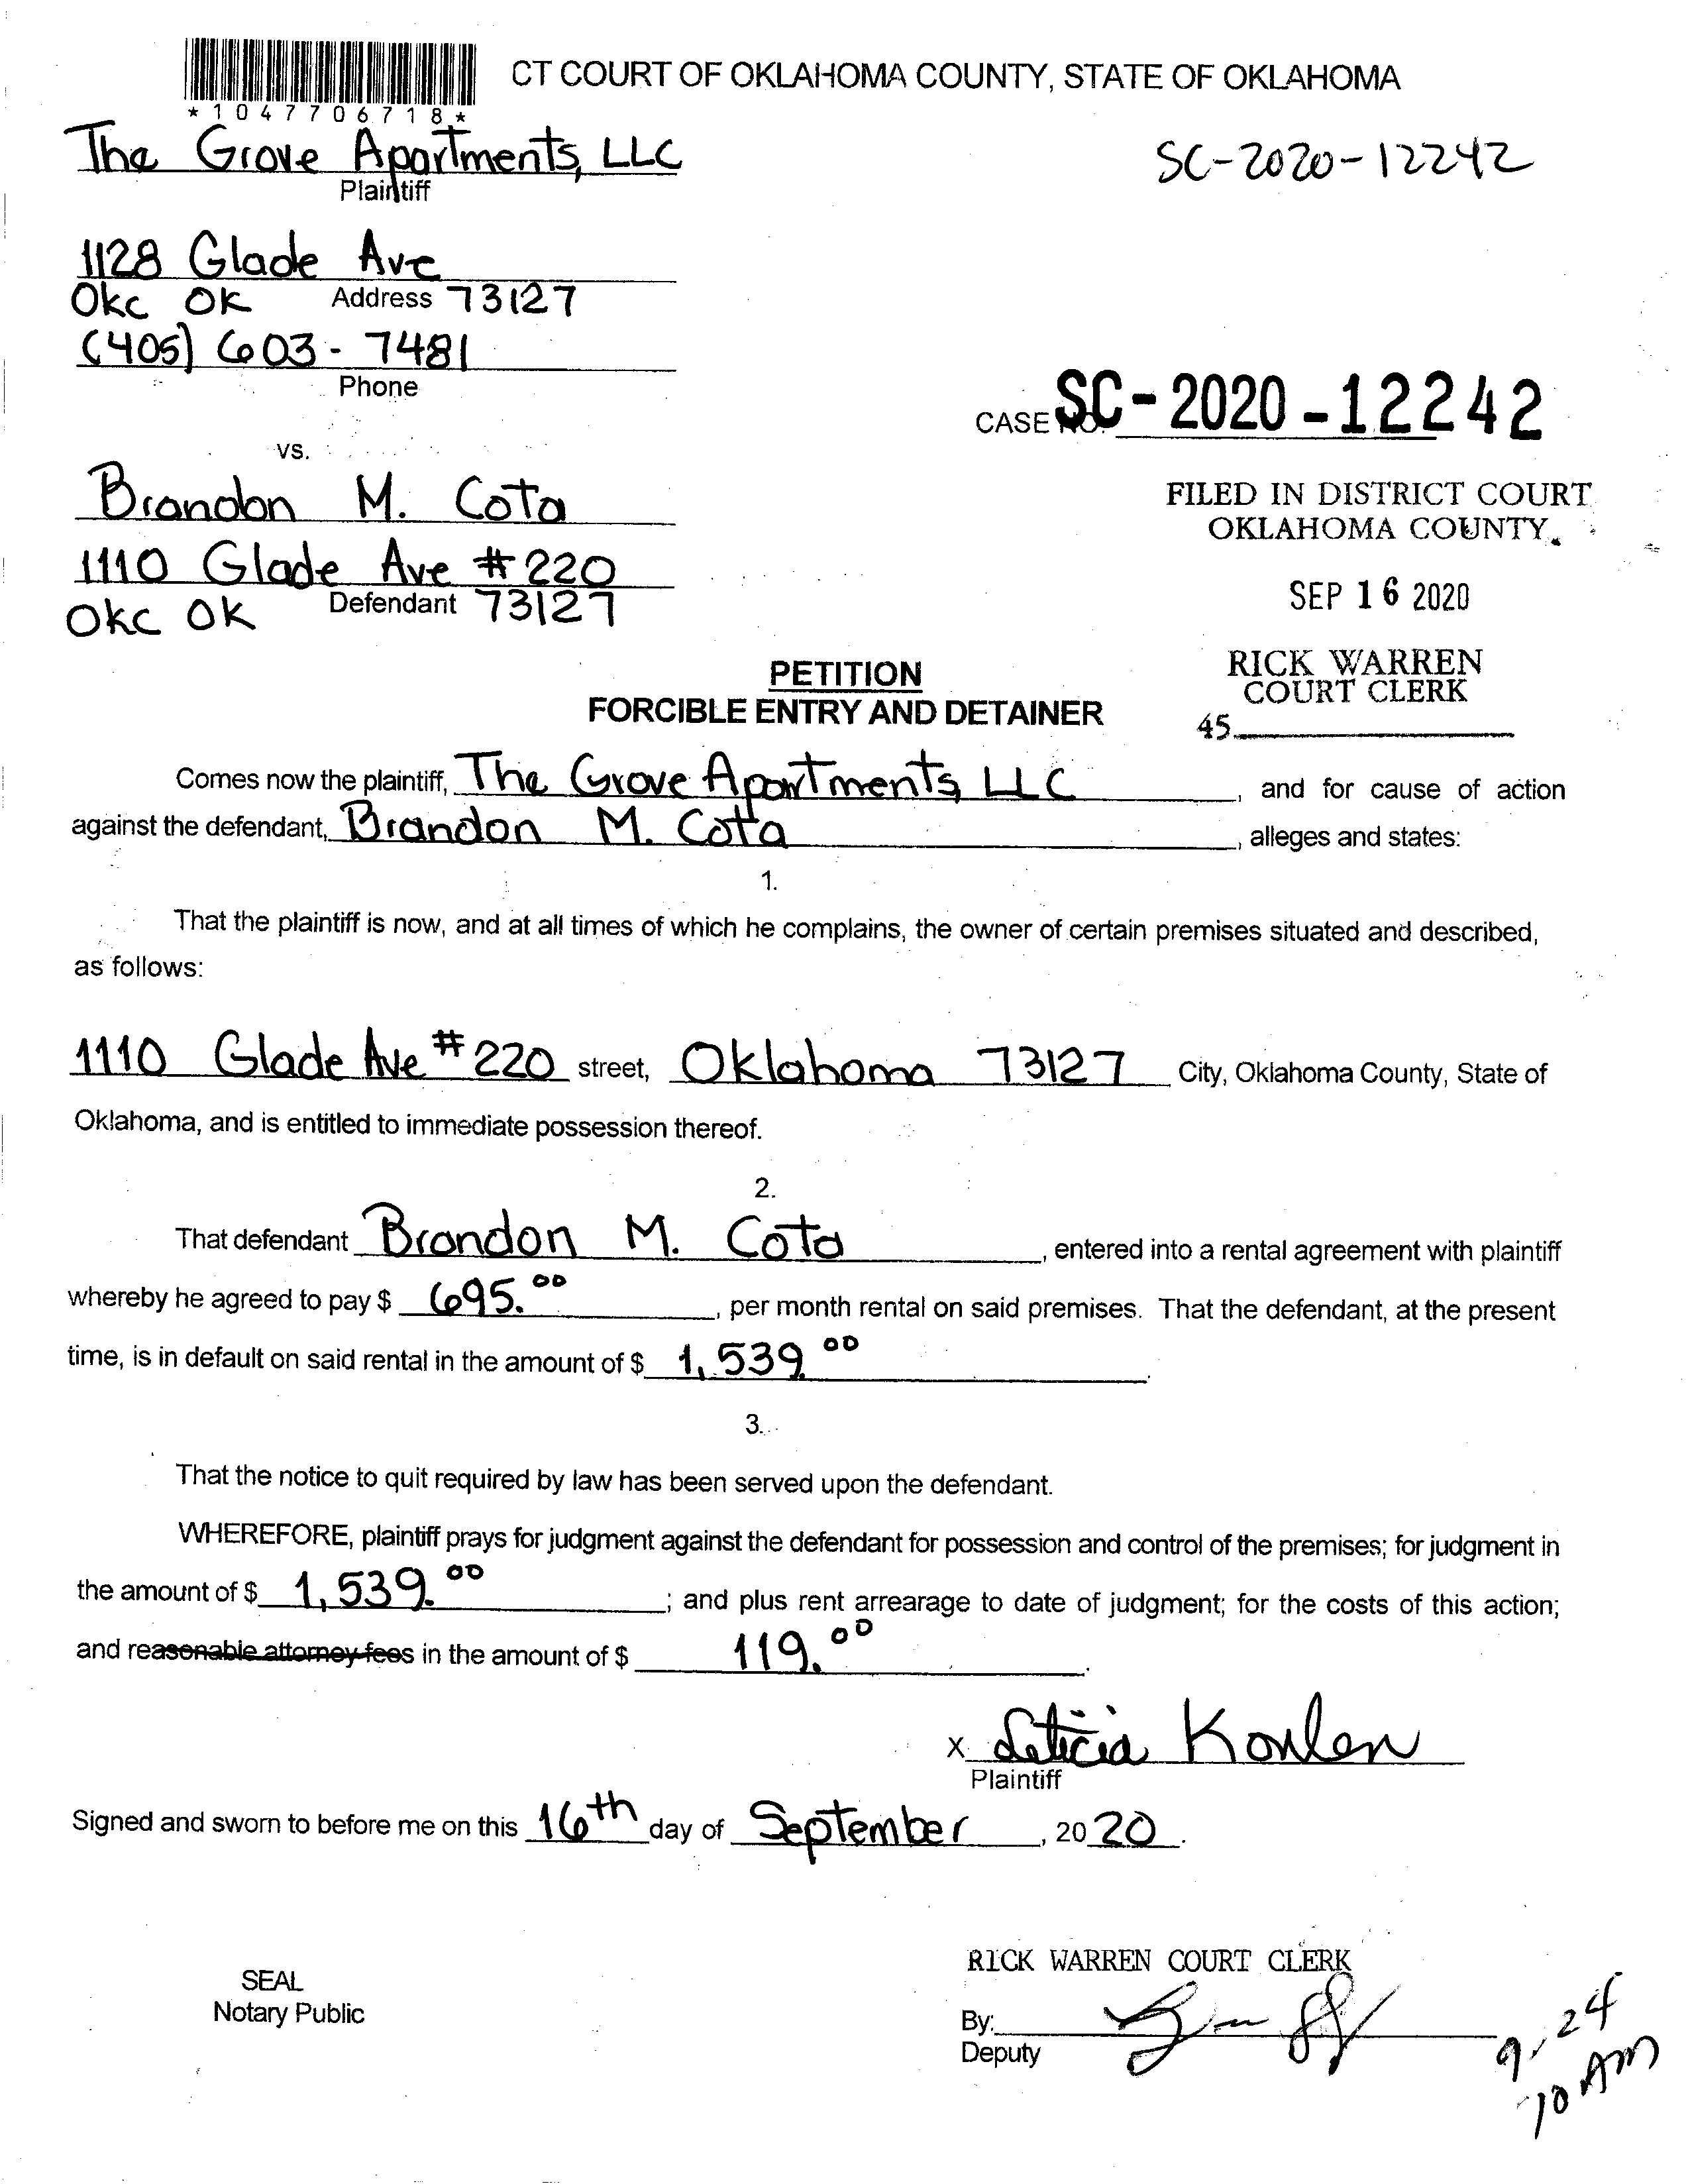 CT COURT OF OKLAHOMA COUNTY, STATE OF OKLAHOMA
*1047706718*
The Grove Apartments, LLC
Plaintiff
SC-2020-12242
1128 Glade Ave
Okc OK Address 73127
(405) 603-7481
Phone
CASE NO. SC-2020-12242
vs.
Brandon M. Cota
FILED IN DISTRICT COURT
OKLAHOMA COUNTY.
1110 Glade Ave #220
Okc OK Defendant 73127
SEP 16 2020
PETITION
FORCIBLE ENTRY AND DETAINER
RICK WARREN
COURT CLERK
45
Comes now the plaintiff, The Grove Apartments, LLC, and for cause of action
against the defendant, Brandon M. Cota, alleges and states:
1.
That the plaintiff is now, and at all times of which he complains, the owner of certain premises situated and described,
as follows:
1110 Glade Ave #220 street, Oklahoma 73127 City, Oklahoma County, State of
Oklahoma, and is entitled to immediate possession thereof.
2.
That defendant Brandon M. Cota, entered into a rental agreement with plaintiff
whereby he agreed to pay $ 695.00, per month rental on said premises. That the defendant, at the present
time, is in default on said rental in the amount of $ 1,539.00.
3.
That the notice to quit required by law has been served upon the defendant.
WHEREFORE, plaintiff prays for judgment against the defendant for possession and control of the premises; for judgment in
the amount of $ 1,539.00; and plus rent arrearage to date of judgment; for the costs of this action;
and reasonable attorney fees in the amount of $ 119.00.
X Leticia
Plaintiff
Signed and sworn to before me on this 16th day of September, 2020.
RICK WARREN COURT CLERK
SEAL
Notary Public
By:
Deputy
9.24
10 AM